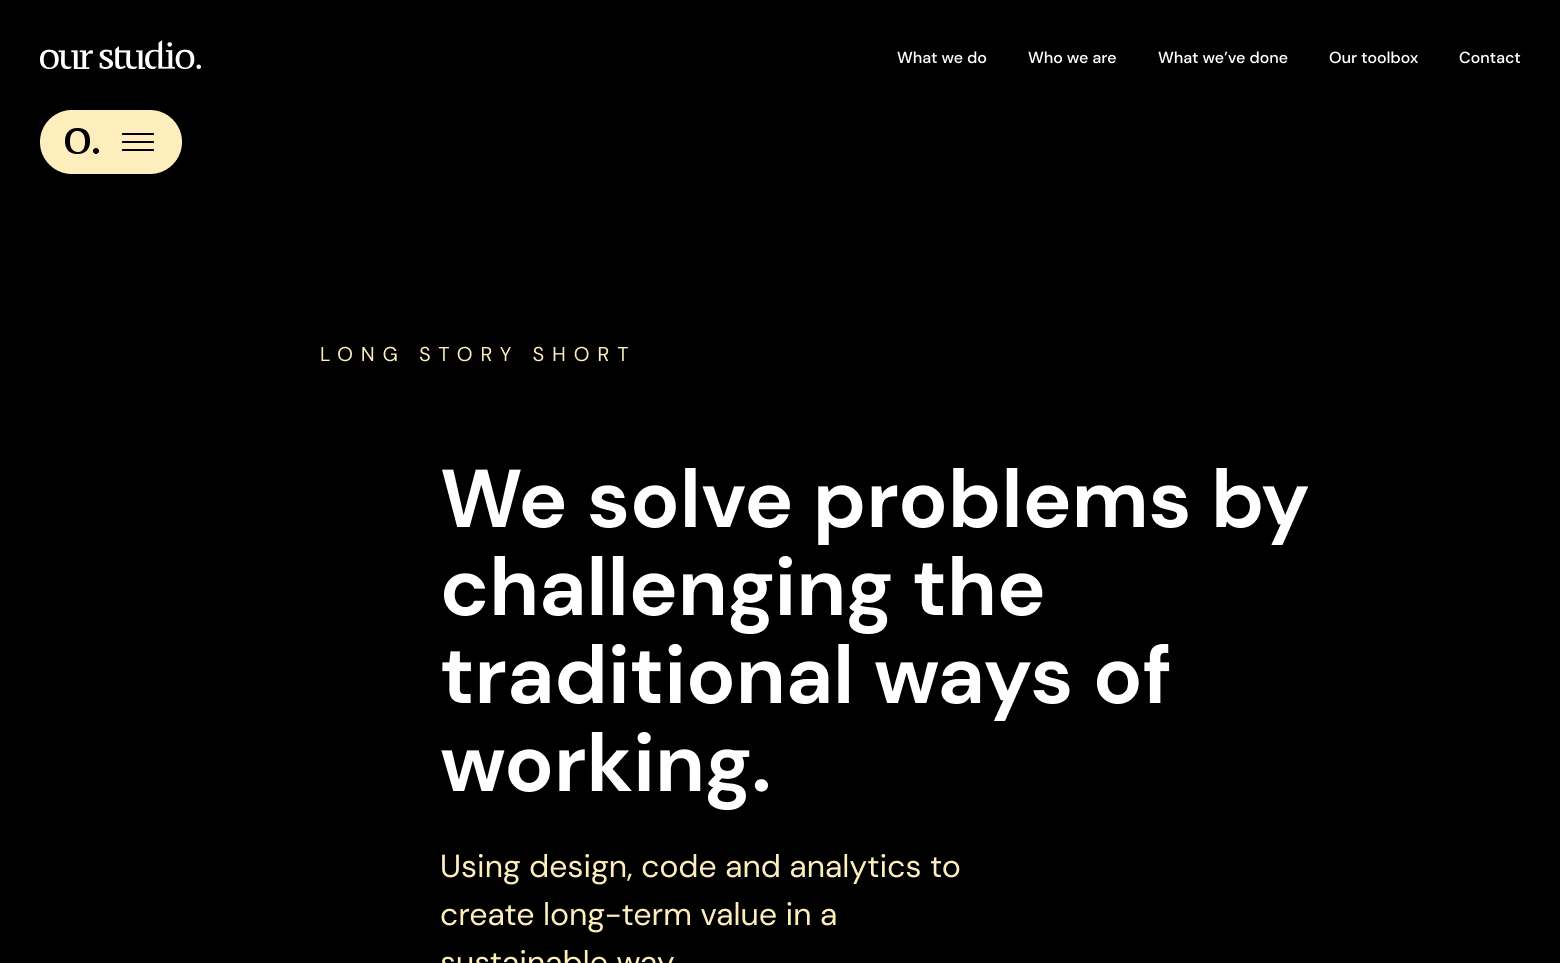 our studio.
What we do
Who we are
What we’ve done
Our toolbox
Contact
o.
LONG STORY SHORT
We solve problems by
challenging the
traditional ways of
working.
Using design, code and analytics to
create long-term value in a
sustainable way.